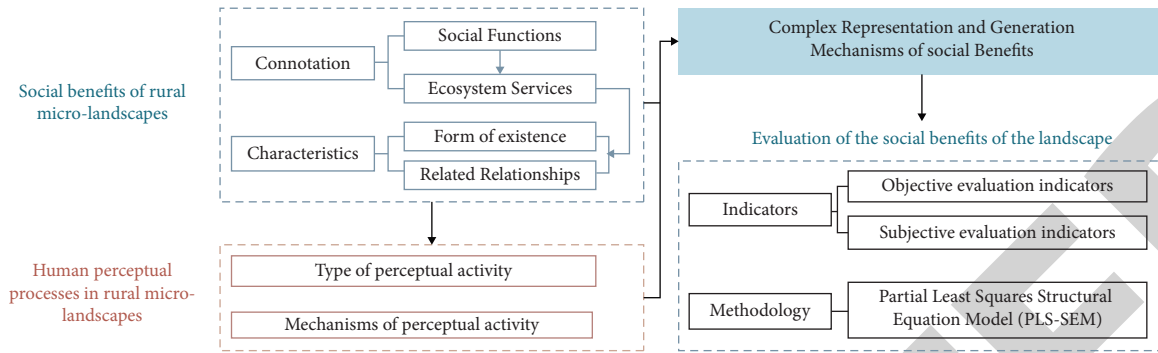 Social benefits of rural
micro-landscapes
Connotation
Social Functions
Ecosystem Services
Characteristics
Form of existence
Related Relationships
Human perceptual
processes in rural micro-
landscapes
Type of perceptual activity
Mechanisms of perceptual activity
Complex Representation and Generation
Mechanisms of social Benefits
Evaluation of the social benefits of the landscape
Indicators
Objective evaluation indicators
Subjective evaluation indicators
Methodology
Partial Least Squares Structural
Equation Model (PLS-SEM)